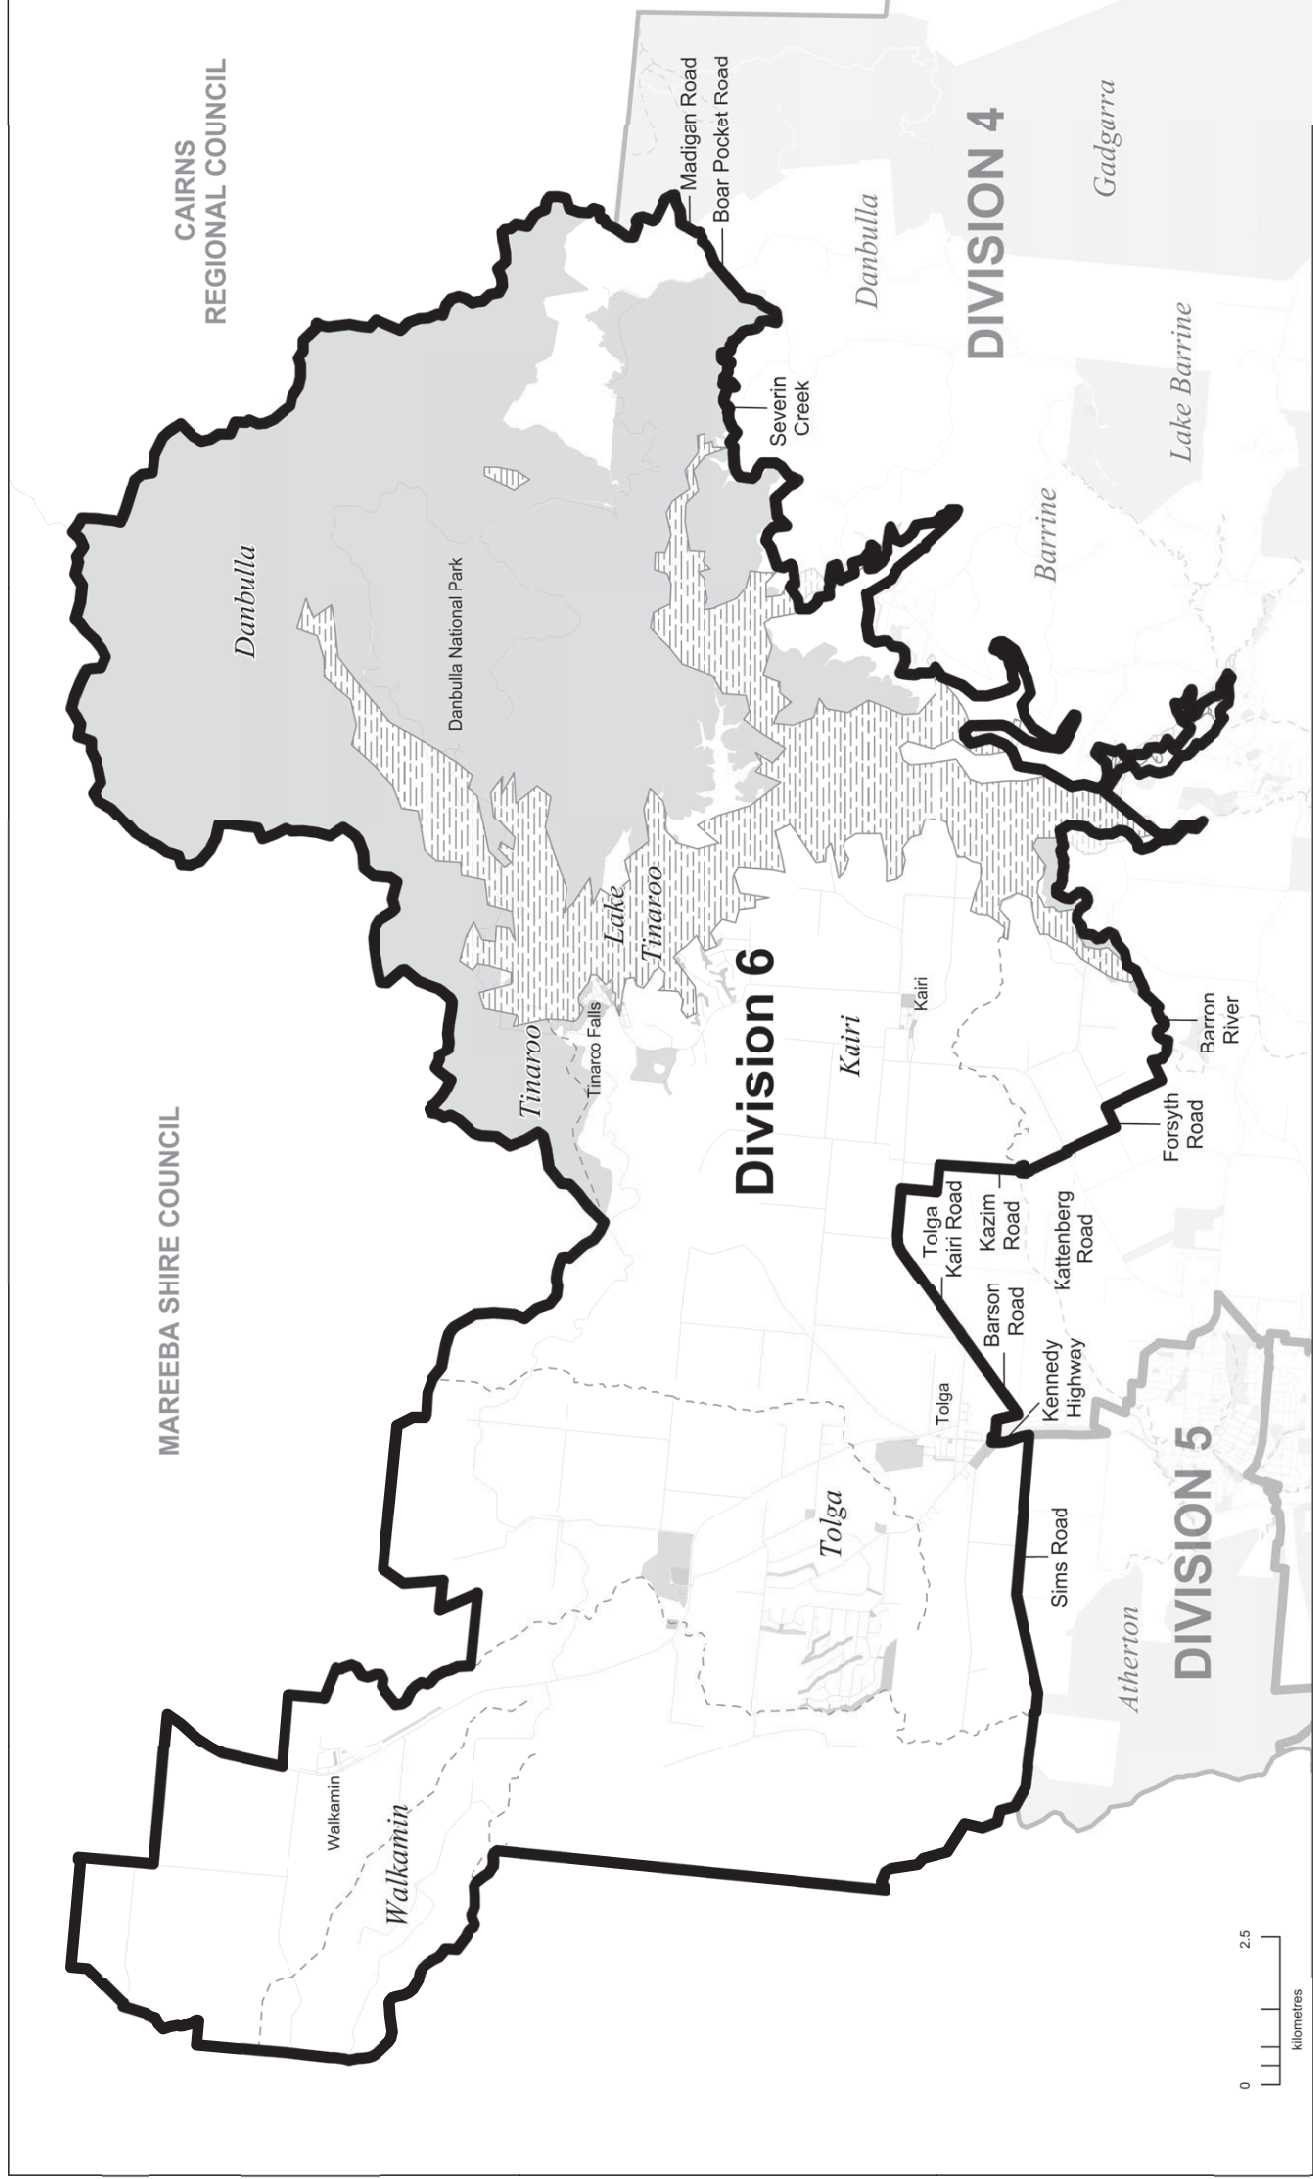 CAIRNS
REGIONAL COUNCIL
MAREEBA SHIRE COUNCIL
Madigan Road
Boar Pocket Road
Danbulla
DIVISION 4
Gadgarra
Severin
Creek
Lake Barrine
Barrine
Danbulla
Danbulla National Park
Lake
Tinaroo
Tinaroo
Tinaroo Falls
Division 6
Kairi
Kairi
Barron
River
Forsyth
Road
Tolga
Kairi Road
Kazim
Road
Kattenberg
Road
Barson
Road
Kennedy
Highway
Tolga
Tolga
Sims Road
DIVISION 5
Atherton
Walkamin
Walkamin
0
2.5
kilometres